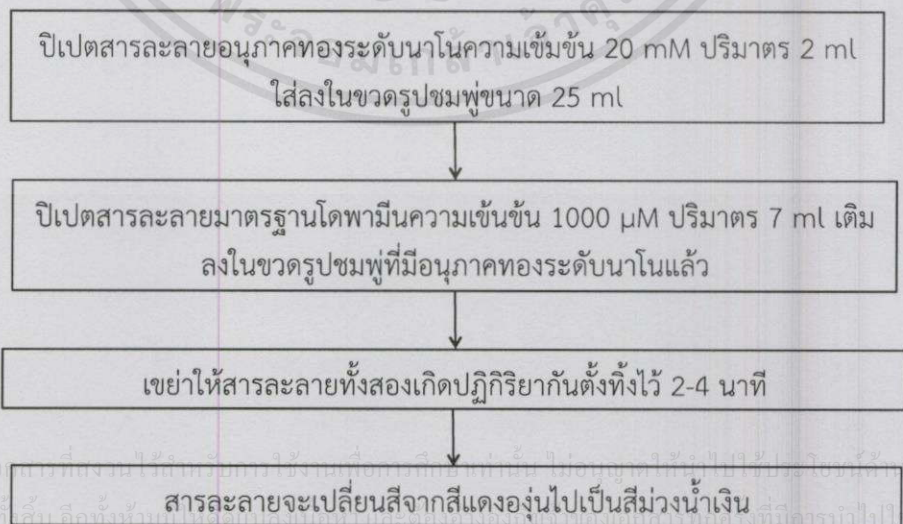 ปิเปตสารละลายอนุภาคทองระดับนาโนความเข้มข้น 20 mM ปริมาตร 2 ml
ใส่ลงในขวดรูปชมพู่ขนาด 25 ml
ปิเปตสารละลายมาตรฐานโดพามีนความเข้นข้น 1000 µM ปริมาตร 7 ml เติม
ลงในขวดรูปชมพู่ที่มีอนุภาคทองระดับนาโนแล้ว
เขย่าให้สารละลายทั้งสองเกิดปฏิกิริยากันตั้งทิ้งไว้ 2-4 นาที
สารละลายจะเปลี่ยนสีจากสีแดงองุ่นไปเป็นสีม่วงน้ำเงิน